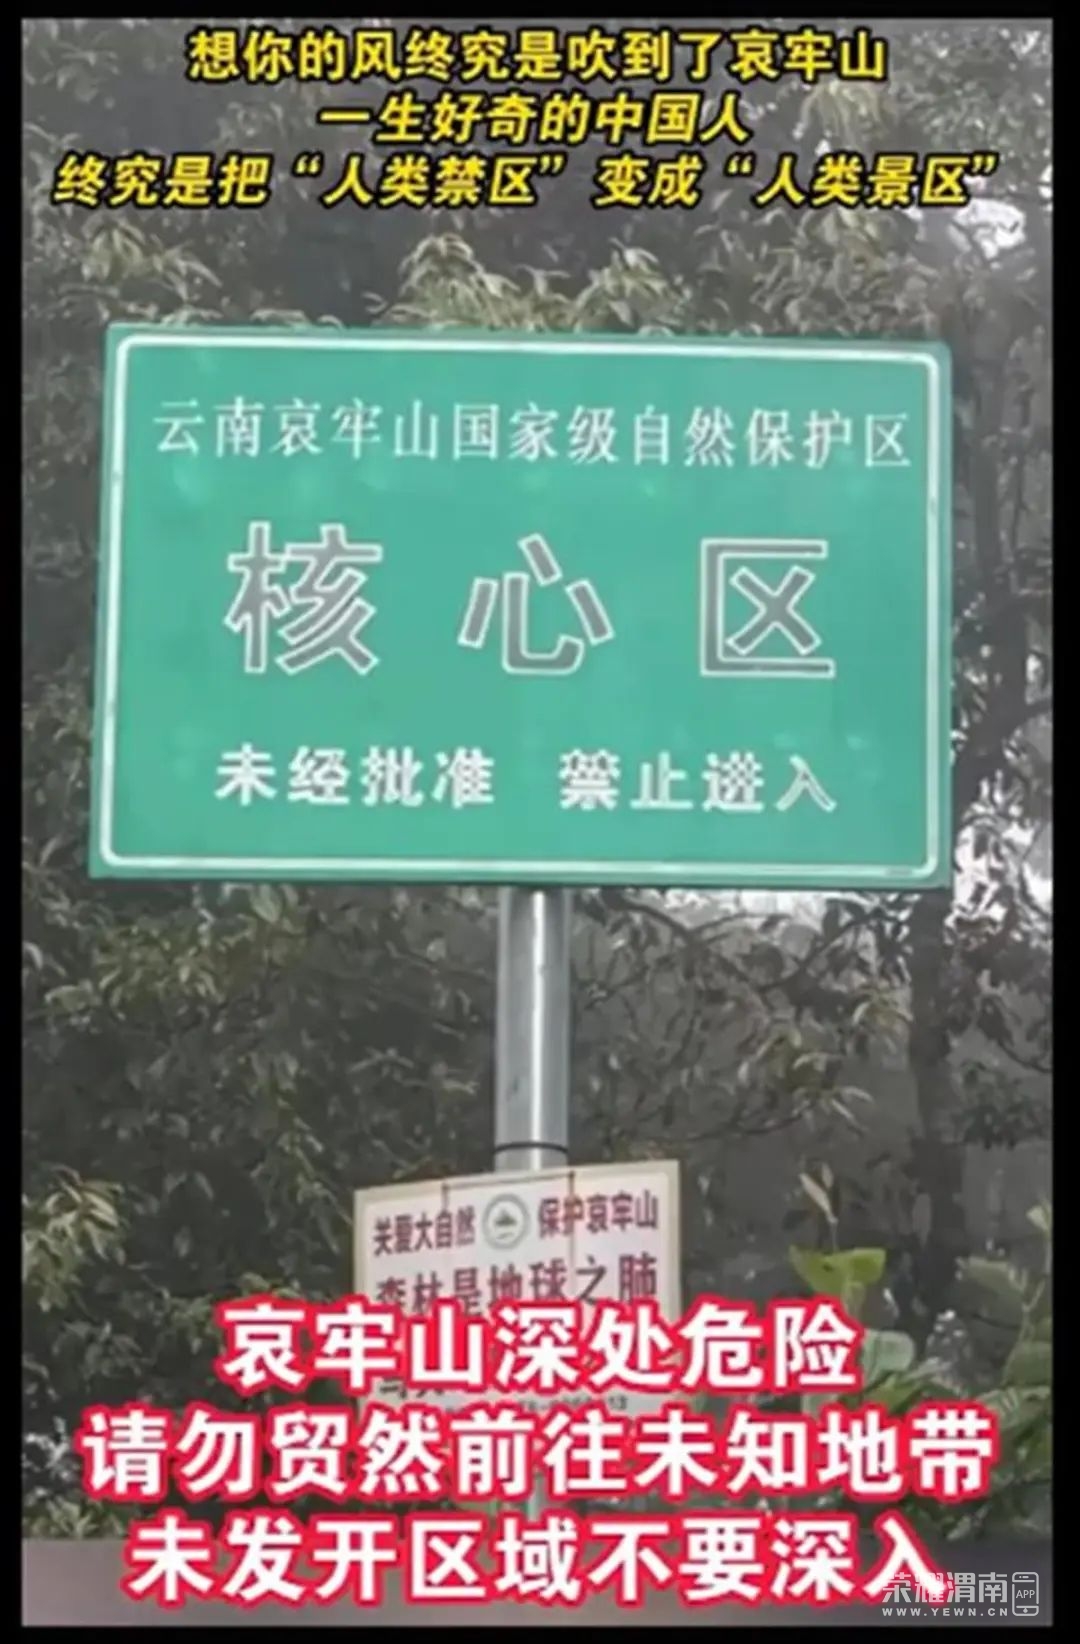 想你的风终究是吹到了哀牢山
一生好奇的中国人
终究是把“人类禁区”变成“人类景区”
云南哀牢山国家级自然保护区
核心区
未经批准 禁止进入
关爱大自然 保护哀牢山
森林是地球之肺
哀牢山深处危险
请勿贸然前往未知地带
未发开区域不要深入
荣耀渭南 APP
WWW.YEWN.CN